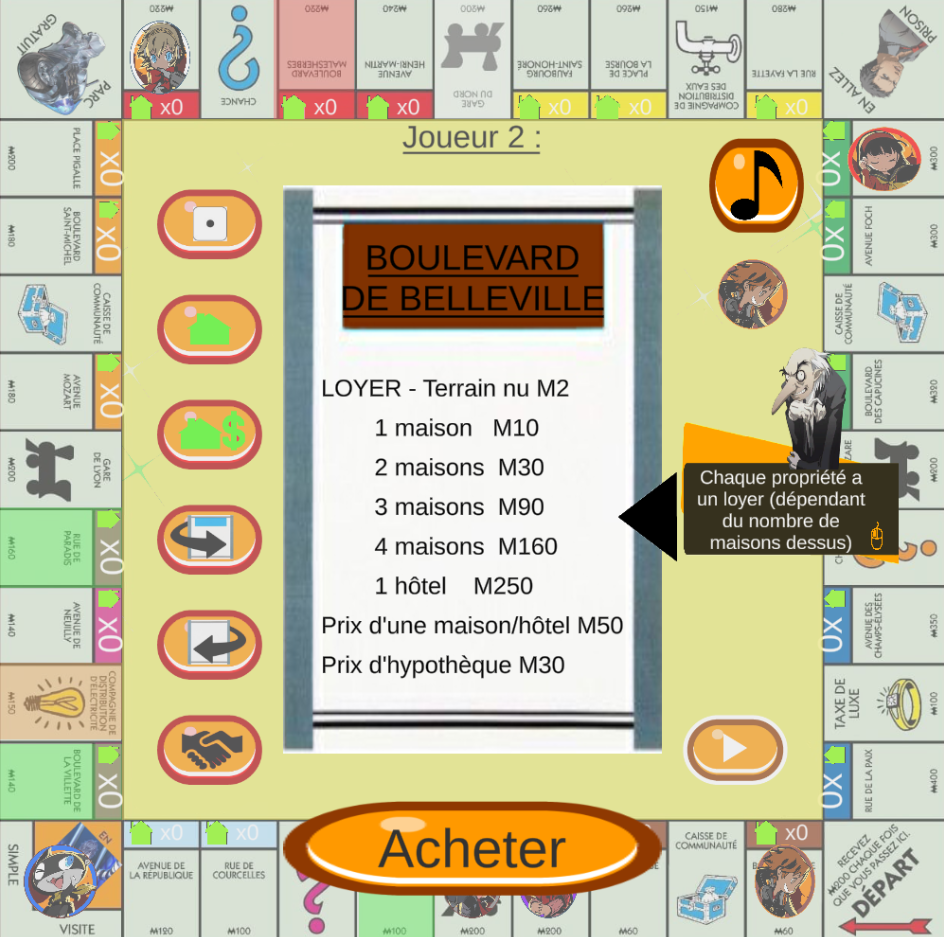 M220
M220
M240
M200
M260
M260
M150
M280
GRATUIT
PARC
CHANCE
BOULEVARD
MALESHERBES
AVENUE
HENRI-MARTIN
GARE
DU NORD
FAUBOURG
SAINT-HONORÉ
PLACE DE
LA BOURSE
COMPAGNIE DE
DISTRIBUTION
DES EAUX
RUE LA FAYETTE
EN ALLEZ
PRISON
x0
x0
x0
x0
x0
x0
Joueur 2 :
M200
PLACE PIGALLE
x0
M180
BOULEVARD
SAINT-MICHEL
x0
CAISSE DE
COMMUNAUTÉ
M180
AVENUE
MOZART
x0
M200
GARE
DE LYON
M160
RUE DE
PARADIS
x0
M140
AVENUE DE
NEUILLY
x0
M150
COMPAGNIE DE
DISTRIBUTION
D'ÉLECTRICITÉ
M140
BOULEVARD DE
LA VILLETTE
x0
BOULEVARD
DE BELLEVILLE
LOYER - Terrain nu M2
1 maison M10
2 maisons M30
3 maisons M90
4 maisons M160
1 hôtel M250
Prix d'une maison/hôtel M50
Prix d'hypothèque M30
Chaque propriété a
un loyer (dépendant
du nombre de
maisons dessus)
x0
M300
x0
AVENUE FOCH
M300
CAISSE DE
COMMUNAUTÉ
BOULEVARD
DES CAPUCINES
M320
M200
x0
AVENUE DES
CHAMPS-ÉLYSÉES
M350
TAXE DE
LUXE
M100
x0
RUE DE LA PAIX
M400
Acheter
SIMPLE
EN
VISITE
x0
AVENUE DE
LA RÉPUBLIQUE
M120
x0
RUE DE
COURCELLES
M100
M100
M200
M200
M60
CAISSE DE
COMMUNAUTÉ
x0
M60
RECEVEZ
M200 CHAQUE FOIS
QUE VOUS PASSEZ ICI.
DÉPART